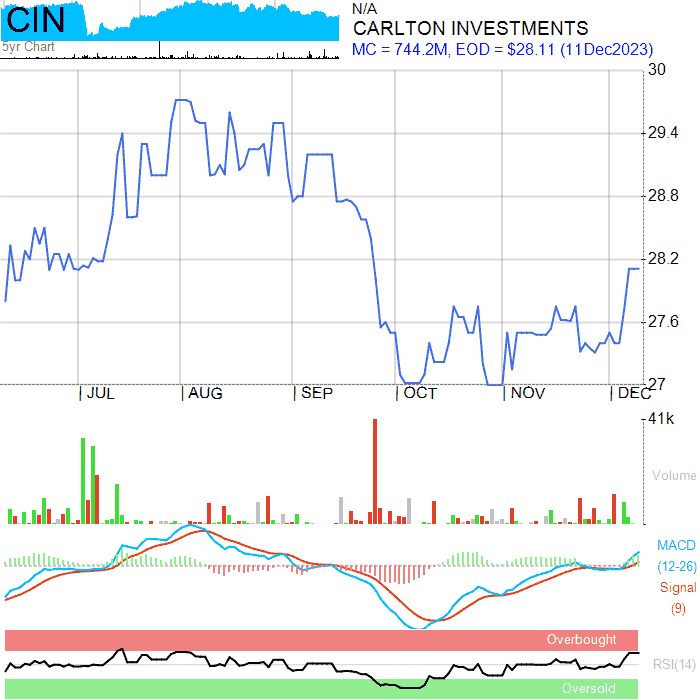 CIN
5yr Chart
N/A
CARLTON INVESTMENTS
MC = 744.2M, EOD = $28.11 (11Dec2023)
30
29.4
28.8
28.2
27.6
27
JUL AUG SEP OCT NOV DEC
41k
Volume
MACD
(12-26)
Signal
(9)
Overbought
RSI(14)
Oversold